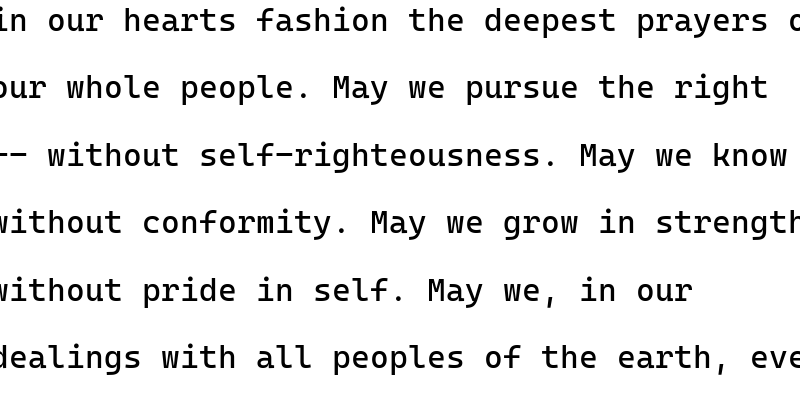 in our hearts fashion the deepest prayers
our whole people. May we pursue the right
-- without self-righteousness. May we know
without conformity. May we grow in strength
without pride in self. May we, in our
dealings with all peoples of the earth,